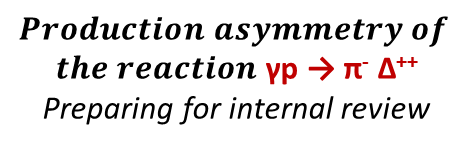 Production asymmetry of
the reaction γp → π⁻ Δ⁺⁺
Preparing for internal review